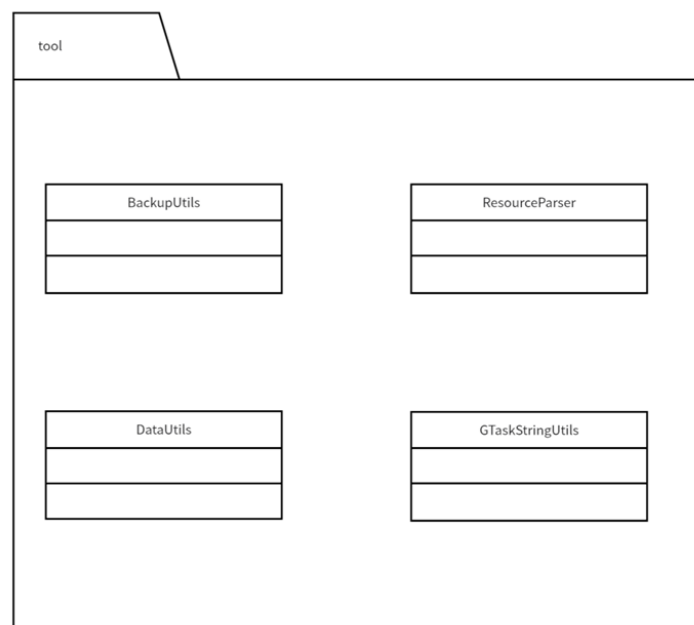 tool
BackupUtils
ResourceParser
DataUtils
GTaskStringUtils